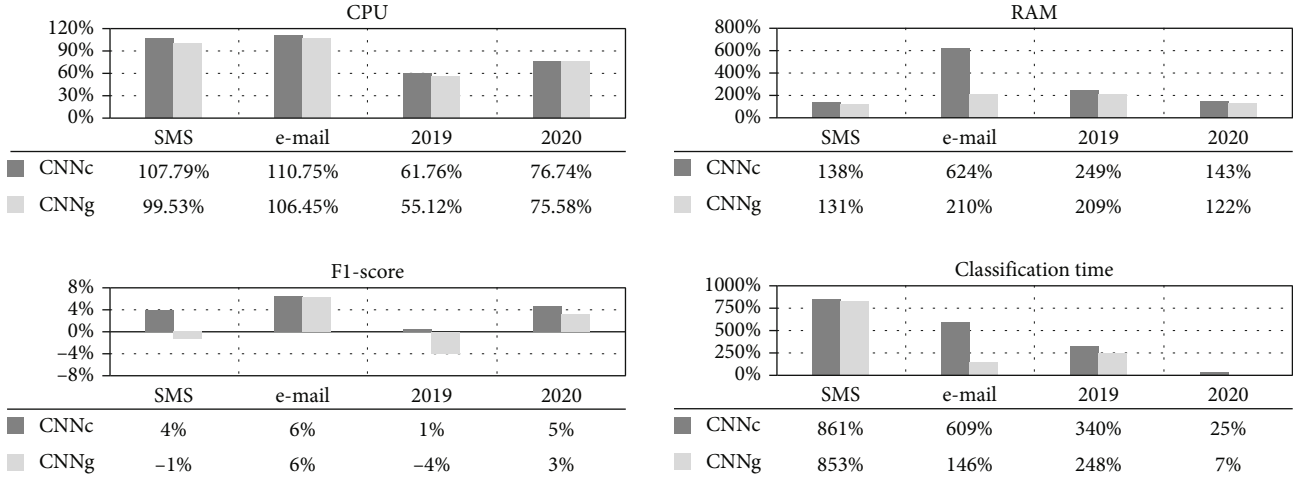 CPU
120%
90%
60%
30%
0%
SMS e-mail 2019 2020
CNNc 107.79% 110.75% 61.76% 76.74%
CNNg 99.53% 106.45% 55.12% 75.58%
RAM
800%
600%
400%
200%
0%
SMS e-mail 2019 2020
CNNc 138% 624% 249% 143%
CNNg 131% 210% 209% 122%
F1-score
8%
4%
0%
−4%
−8%
SMS e-mail 2019 2020
CNNc 4% 6% 1% 5%
CNNg −1% 6% −4% 3%
Classification time
1000%
750%
500%
250%
0%
SMS e-mail 2019 2020
CNNc 861% 609% 340% 25%
CNNg 853% 146% 248% 7%